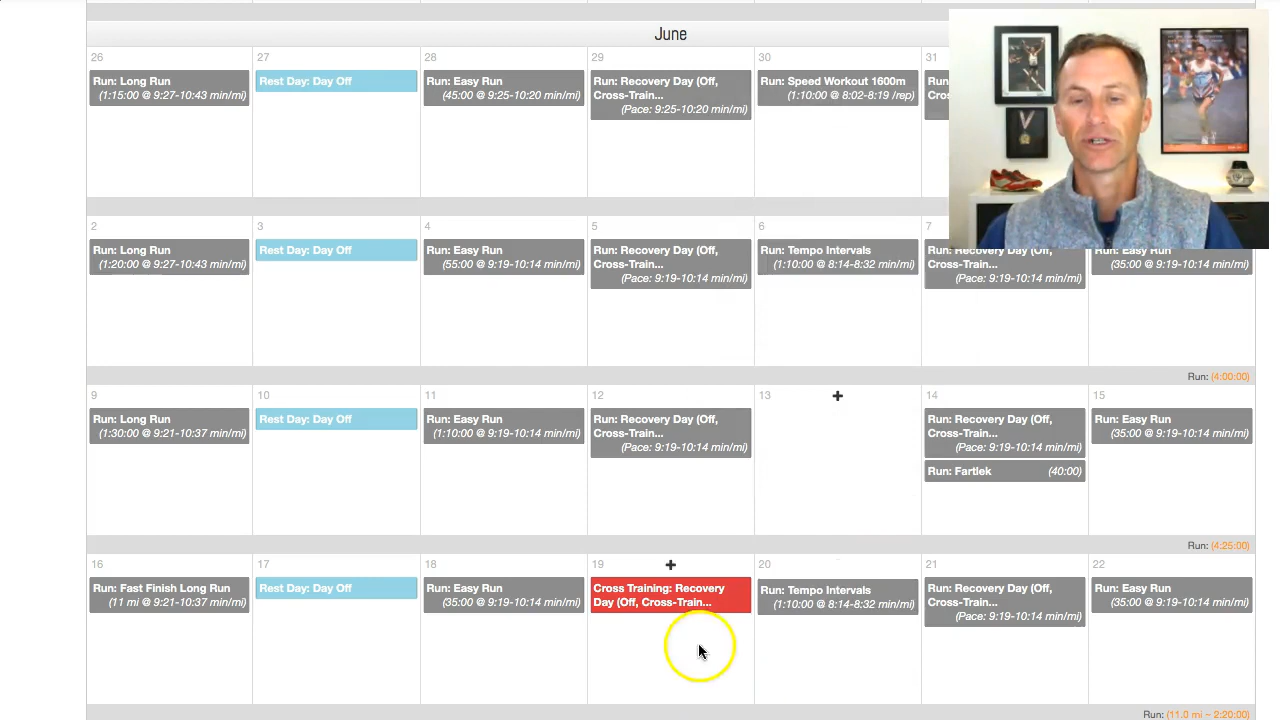 June
26
27
28
29
30
31
Run: Long Run
(1:15:00 @ 9:27-10:43 min/mi)
Rest Day: Day Off
Run: Easy Run
(45:00 @ 9:25-10:20 min/mi)
Run: Recovery Day (Off,
Cross-Train...
(Pace: 9:25-10:20 min/mi)
Run: Speed Workout 1600m
(1:10:00 @ 8:02-8:19 /rep)
2
3
4
5
6
7
Run: Long Run
(1:20:00 @ 9:27-10:43 min/mi)
Rest Day: Day Off
Run: Easy Run
(55:00 @ 9:19-10:14 min/mi)
Run: Recovery Day (Off,
Cross-Train...
(Pace: 9:19-10:14 min/mi)
Run: Tempo Intervals
(1:10:00 @ 8:14-8:32 min/mi)
Run: Recovery Day (Off,
Cross-Train...
(Pace: 9:19-10:14 min/mi)
Run: Easy Run
(35:00 @ 9:19-10:14 min/mi)
Run: (4:00:00)
9
10
11
12
13
14
15
Run: Long Run
(1:30:00 @ 9:21-10:37 min/mi)
Rest Day: Day Off
Run: Easy Run
(1:10:00 @ 9:19-10:14 min/mi)
Run: Recovery Day (Off,
Cross-Train...
(Pace: 9:19-10:14 min/mi)
Run: Recovery Day (Off,
Cross-Train...
(Pace: 9:19-10:14 min/mi)
Run: Fartlek (40:00)
Run: Easy Run
(35:00 @ 9:19-10:14 min/mi)
Run: (4:25:00)
16
17
18
19
20
21
22
Run: Fast Finish Long Run
(11 mi @ 9:21-10:37 min/mi)
Rest Day: Day Off
Run: Easy Run
(35:00 @ 9:19-10:14 min/mi)
Cross Training: Recovery
Day (Off, Cross-Train...
Run: Tempo Intervals
(1:10:00 @ 8:14-8:32 min/mi)
Run: Recovery Day (Off,
Cross-Train...
(Pace: 9:19-10:14 min/mi)
Run: Easy Run
(35:00 @ 9:19-10:14 min/mi)
Run: (11.0 mi ~ 2:20:00)